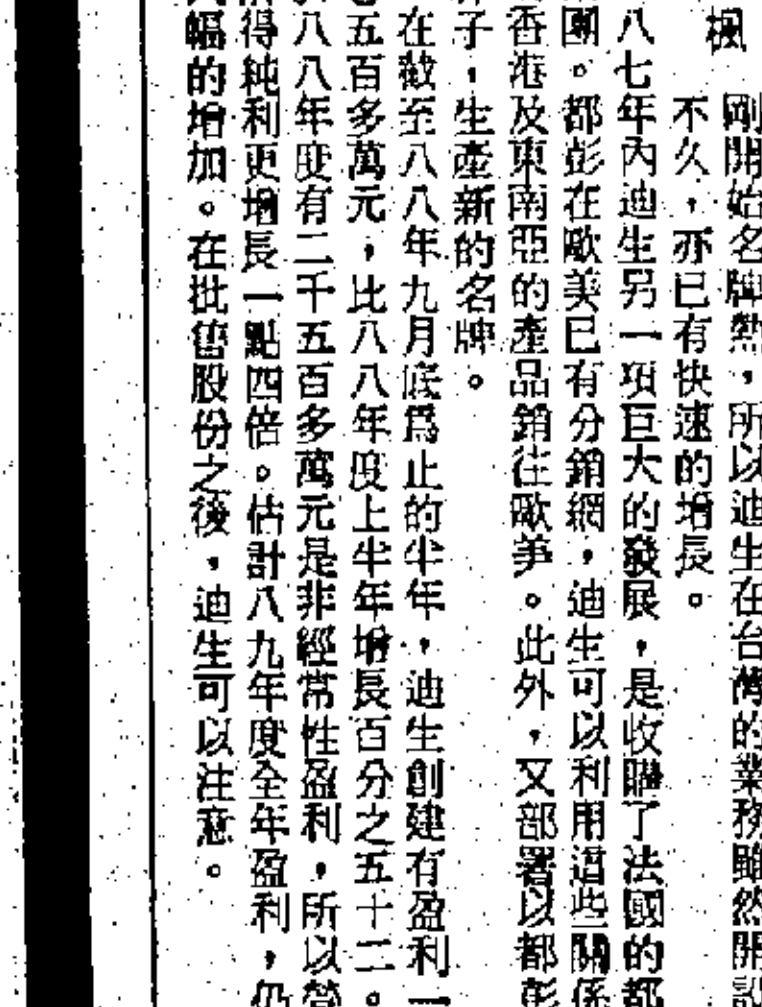 楓
剛開始名牌熱，所以迪生在台灣的業務雖然開設
不久，亦已有快速的增長。
八七年內迪生另一項巨大的發展，是收購了法國的都
團。都彭在歐美已有分銷網，迪生可以利用這些關係
香港及東南亞的產品銷往歐美。此外，又部署以都彭
子，生產新的名牌。
在截至八八年九月底爲止的半年，迪生創建有盈利一
五百多萬元，比八八年度上半年增長百分之五十二。
八八年度有二千五百多萬元是非經常性盈利，所以
得純利更增長一點四倍。估計八九年度全年盈利，仍
幅的增加。在批售股份之後，迪生可以注意。